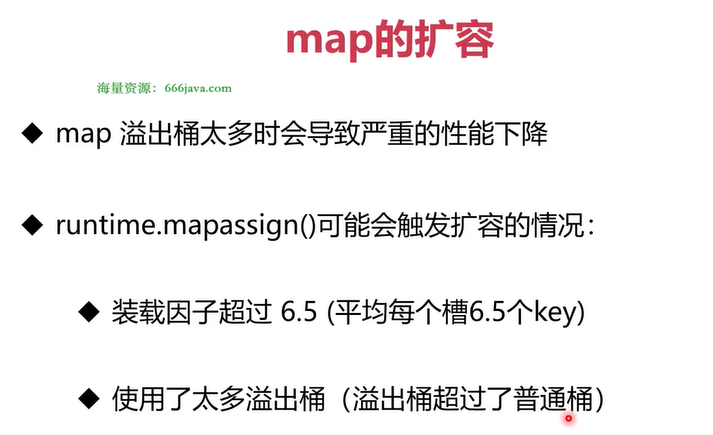 map的扩容
海量资源：666java.com
◆ map 溢出桶太多时会导致严重的性能下降
◆ runtime.mapassign()可能会触发扩容的情况：
◆ 装载因子超过 6.5 (平均每个槽6.5个key)
◆ 使用了太多溢出桶（溢出桶超过了普通桶）